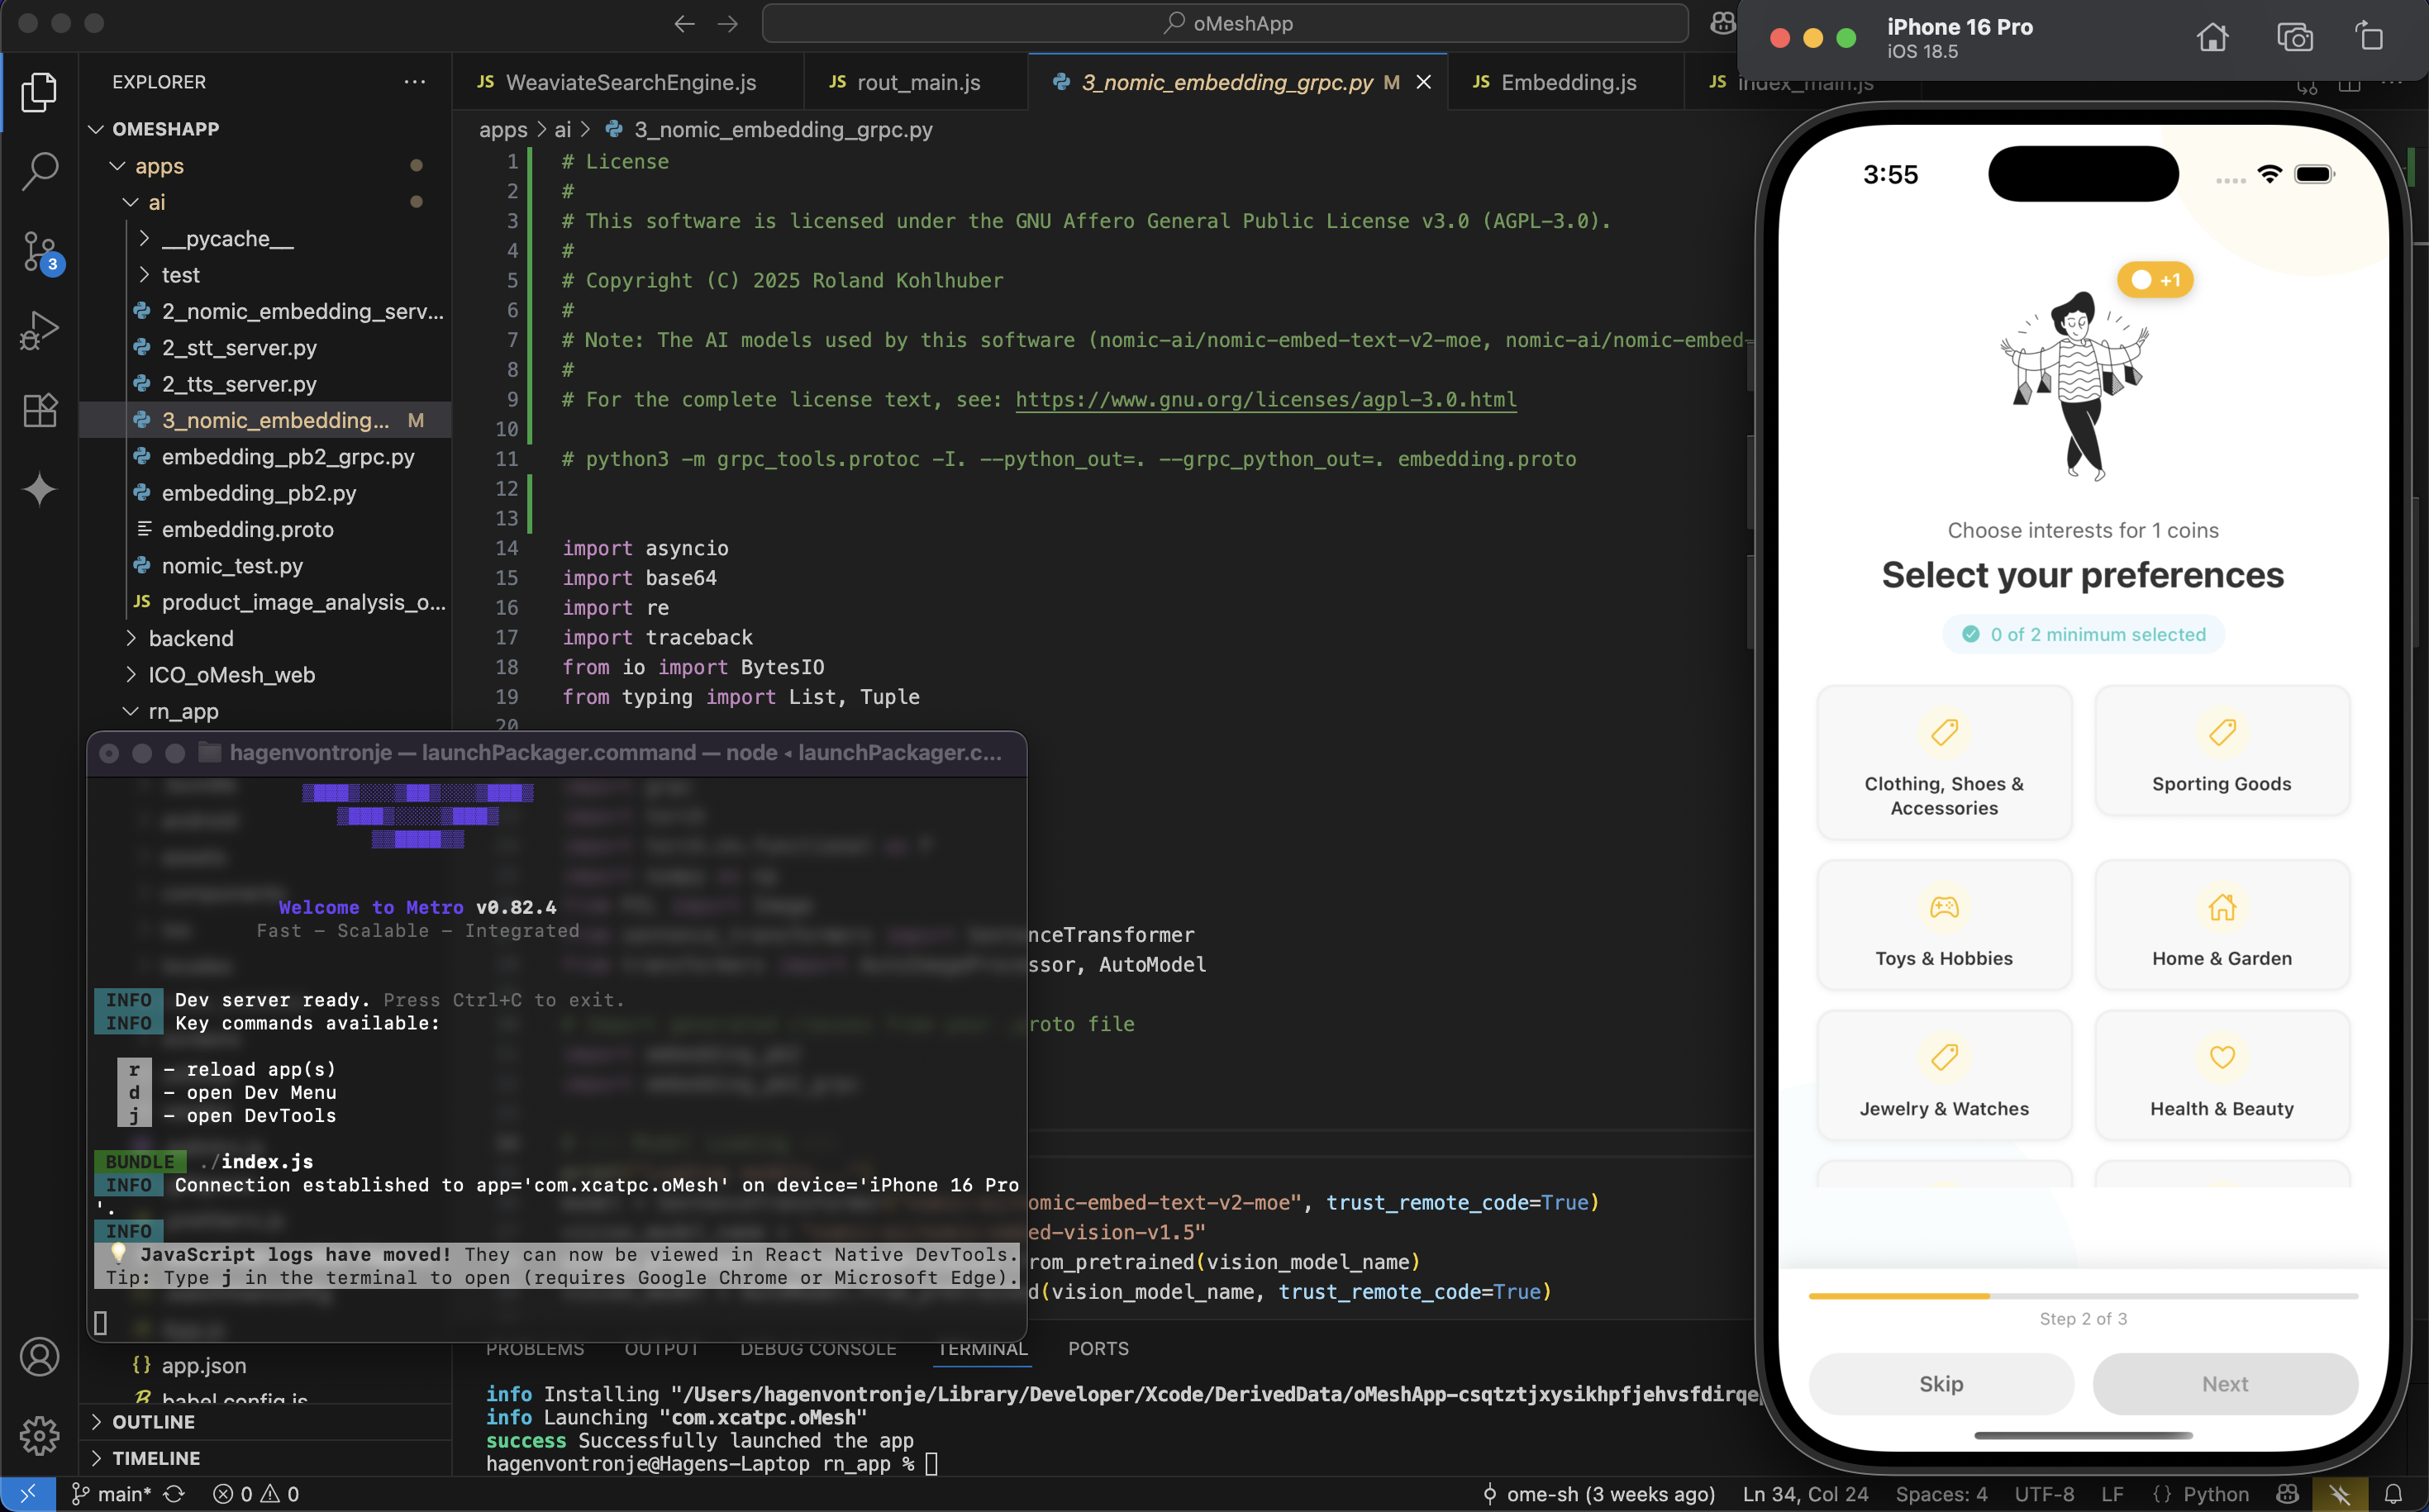 oMeshApp
iPhone 16 Pro
iOS 18.5
EXPLORER
OMESHAPP
apps
ai
__pycache__
test
2_nomic_embedding_serv...
2_stt_server.py
2_tts_server.py
3_nomic_embedding... M
embedding_pb2_grpc.py
embedding_pb2.py
embedding.proto
nomic_test.py
JS product_image_analysis_o...
backend
ICO_oMesh_web
rn_app
{} app.json
babel.config.js
OUTLINE
TIMELINE
3
JS WeaviateSearchEngine.js
JS rout_main.js
3_nomic_embedding_grpc.py M
JS Embedding.js
JS index_main.js
apps > ai > 3_nomic_embedding_grpc.py
1 # License
2 #
3 # This software is licensed under the GNU Affero General Public License v3.0 (AGPL-3.0).
4 #
5 # Copyright (C) 2025 Roland Kohlhuber
6 #
7 # Note: The AI models used by this software (nomic-ai/nomic-embed-text-v2-moe, nomic-ai/nomic-embed-
8 #
9 # For the complete license text, see: https://www.gnu.org/licenses/agpl-3.0.html
10
11 # python3 -m grpc_tools.protoc -I. --python_out=. --grpc_python_out=. embedding.proto
12
13
14 import asyncio
15 import base64
16 import re
17 import traceback
18 from io import BytesIO
19 from typing import List, Tuple
20
nceTransformer
ssor, AutoModel
roto file
omic-embed-text-v2-moe", trust_remote_code=True)
ed-vision-v1.5"
rom_pretrained(vision_model_name)
d(vision_model_name, trust_remote_code=True)
hagenvontronje — launchPackager.command — node ◂ launchPackager.c...
Welcome to Metro v0.82.4
Fast - Scalable - Integrated
INFO Dev server ready. Press Ctrl+C to exit.
INFO Key commands available:
r - reload app(s)
d - open Dev Menu
j - open DevTools
BUNDLE ./index.js
INFO Connection established to app='com.xcatpc.oMesh' on device='iPhone 16 Pro
'.
INFO
💡 JavaScript logs have moved! They can now be viewed in React Native DevTools.
Tip: Type j in the terminal to open (requires Google Chrome or Microsoft Edge).
PROBLEMS OUTPUT DEBUG CONSOLE TERMINAL PORTS
info Installing "/Users/hagenvontronje/Library/Developer/Xcode/DerivedData/oMeshApp-csqtztjxysikhpfjehvsfdirqe
info Launching "com.xcatpc.oMesh"
success Successfully launched the app
hagenvontronje@Hagens-Laptop rn_app %
main* 0 0
ome-sh (3 weeks ago) Ln 34, Col 24 Spaces: 4 UTF-8 LF {} Python
3:55
+1
Choose interests for 1 coins
Select your preferences
0 of 2 minimum selected
Clothing, Shoes &
Accessories
Sporting Goods
Toys & Hobbies
Home & Garden
Jewelry & Watches
Health & Beauty
Step 2 of 3
Skip
Next